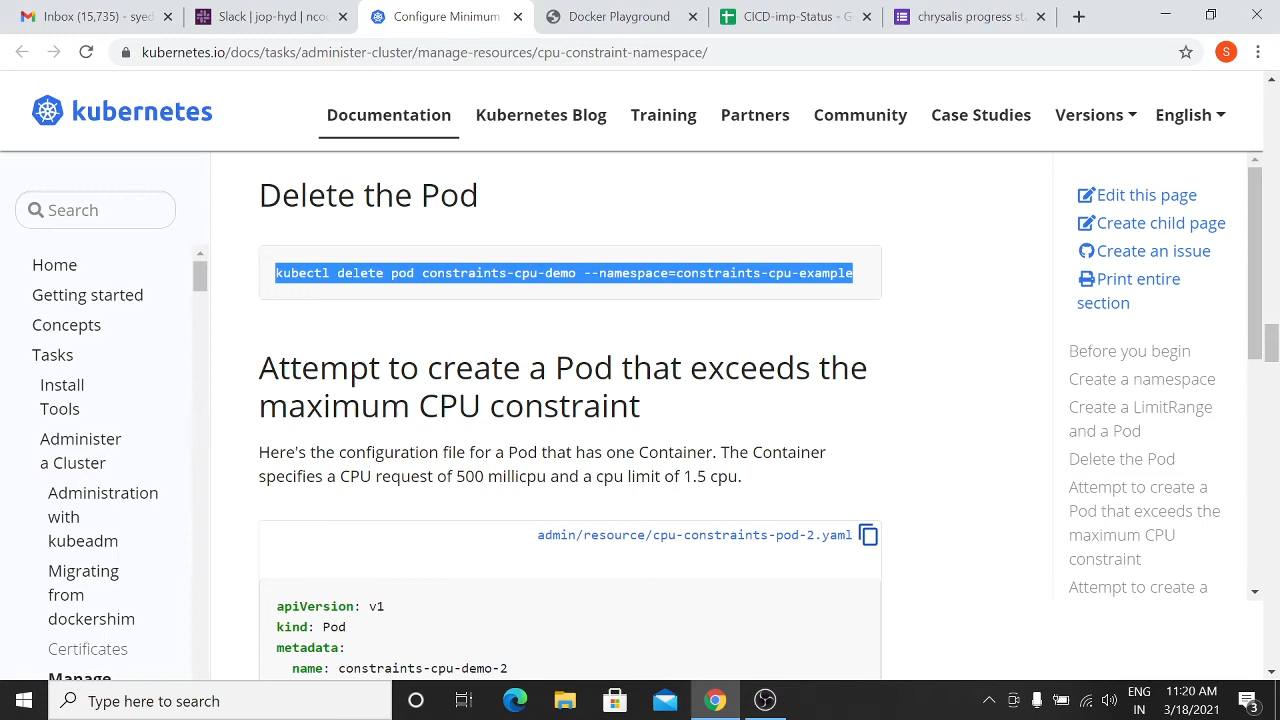 Inbox (15,735) - syed
Slack | jop-hyd | nco
Configure Minimum
Docker Playground
CICD-imp-Status - G
chrysalis progress st
kubernetes.io/docs/tasks/administer-cluster/manage-resources/cpu-constraint-namespace/
S
kubernetes
Documentation
Kubernetes Blog
Training
Partners
Community
Case Studies
Versions
English
Search
Home
Getting started
Concepts
Tasks
Install
Tools
Administer
a Cluster
Administration
with
kubeadm
Migrating
from
dockershim
Certificates
Manage
Delete the Pod
kubectl delete pod constraints-cpu-demo --namespace=constraints-cpu-example
Attempt to create a Pod that exceeds the
maximum CPU constraint
Here's the configuration file for a Pod that has one Container. The Container
specifies a CPU request of 500 millicpu and a cpu limit of 1.5 cpu.
admin/resource/cpu-constraints-pod-2.yaml
apiVersion: v1
kind: Pod
metadata:
name: constraints-cpu-demo-2
Edit this page
Create child page
Create an issue
Print entire
section
Before you begin
Create a namespace
Create a LimitRange
and a Pod
Delete the Pod
Attempt to create a
Pod that exceeds the
maximum CPU
constraint
Attempt to create a
Type here to search
ENG
IN
11:20 AM
3/18/2021
3